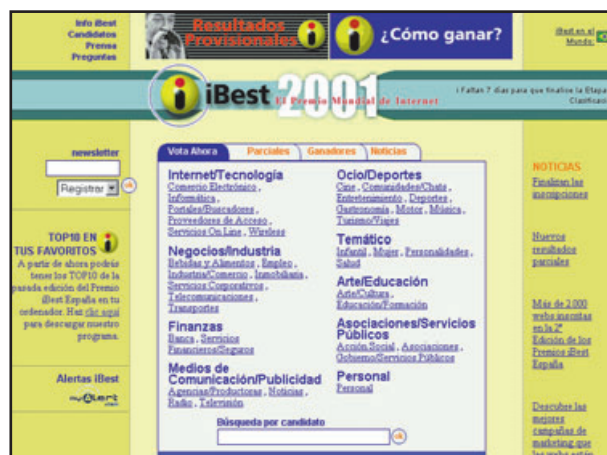 Info iBest
Candidatos
Prensa
Preguntas
Resultados
Provisionales
¿Cómo ganar?
iBest en el
Mundo:
iBest 2001
El Premio Mundial de Internet
¡Faltan 7 días para que finalice la Etapa
Clasificato
newsletter
Registrar
ok
TOP10 EN
TUS FAVORITOS
A partir de ahora podrás
tener los TOP10 de la
pasada edición del Premio
iBest España en tu
ordenador. Haz clic aquí
para descargar nuestro
programa.
Alertas iBest
myAlert
Vota Ahora
Parciales
Ganadores
Noticias
Internet/Tecnología
Comercio Electrónico ,
Informática ,
Portales/Buscadores ,
Proveedores de Acceso ,
Servicios On Line , Wireless
Negocios/Industria
Bebidas y Alimentos , Empleo ,
Industria/Comercio , Inmobiliaria ,
Servicios Corporativos ,
Telecomunicaciones ,
Transportes
Finanzas
Banca , Servicios
Financieros/Seguros
Medios de
Comunicación/Publicidad
Agencias/Productoras , Noticias ,
Radio , Televisión
Ocio/Deportes
Cine , Comunidades/Chats ,
Entretenimiento , Deportes ,
Gastronomía , Motor , Música ,
Turismo/Viajes
Temático
Infantil , Mujer , Personalidades ,
Salud
Arte/Educación
Arte/Cultura ,
Educación/Formación
Asociaciones/Servicios
Públicos
Acción Social , Asociaciones ,
Gobierno/Servicios Públicos
Personal
Personal
Búsqueda por candidato
ok
NOTICIAS
Finalizan las
inscripciones
Nuevos
resultados
parciales
Más de 2.000
webs inscritas
en la 2ª
Edición de los
Premios iBest
España
Descubre las
mejores
campañas de
marketing que
las webs están